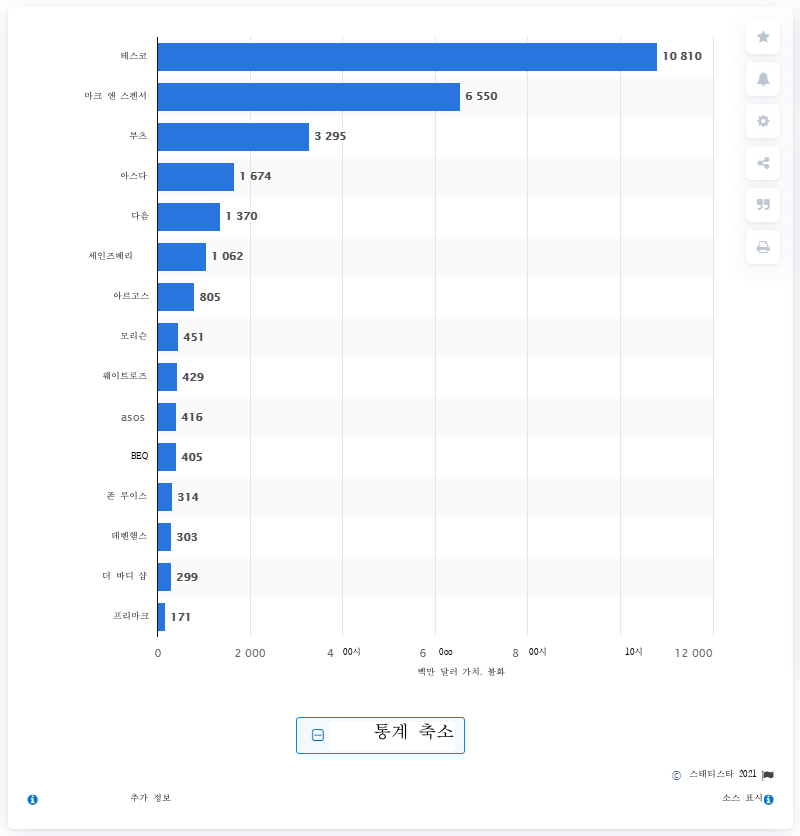 테스코 10 810
마크 앤 스펜서 6 550
부츠 3 295
아스다 1 674
다음 1 370
세인즈베리 1 062
아르고스 805
모리슨 451
웨이트로즈 429
asos 416
BEQ 405
존 루이스 314
데벤햄스 303
더 바디 샵 299
프리마크 171
0 2 000 4 00시 6 0∞ 8 00시 10시 12 000
백만 달러 가치. 불화
통계 축소
© 스태티스타 2021
추가 정보 소스 표시